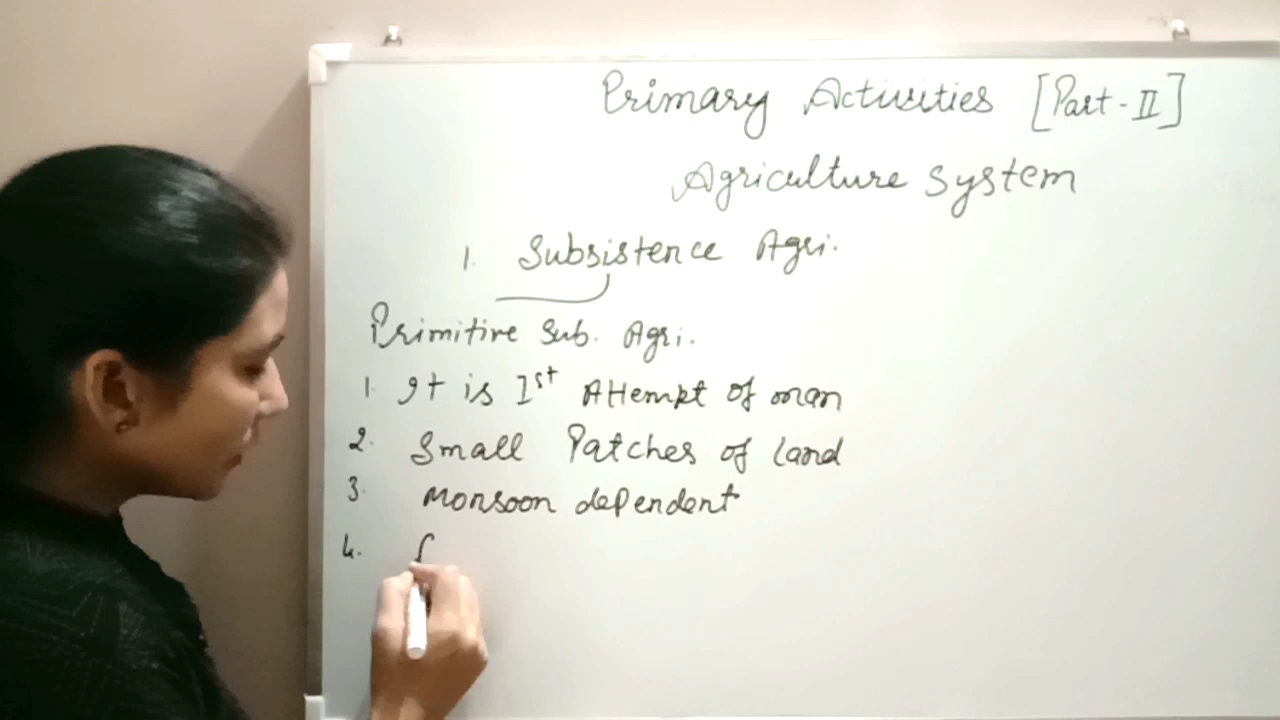 Primary Activities [Part-II]
Agriculture System
1. Subsistence Agri.
Primitive Sub. Agri.
1. It is Ist Attempt of man
2. Small Patches of land
3. Monsoon dependent
4.